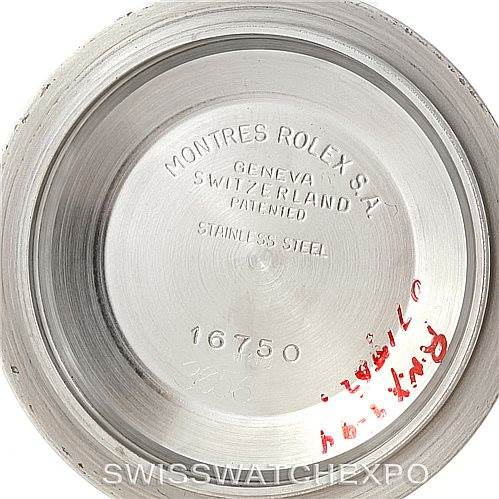 MONTRES ROLEX S.A.
GENEVA
SWITZERLAND
PATENTED
STAINLESS STEEL
16750
SWISSWATCHEXPO